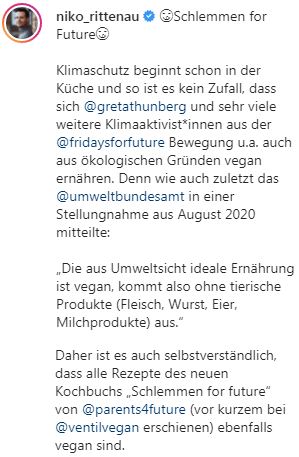 niko_rittenau 😋Schlemmen for
Future😋
Klimaschutz beginnt schon in der
Küche und so ist es kein Zufall, dass
sich @gretathunberg und sehr viele
weitere Klimaaktivist*innen aus der
@fridaysforfuture Bewegung u.a. auch
aus ökologischen Gründen vegan
ernähren. Denn wie auch zuletzt das
@umweltbundesamt in einer
Stellungnahme aus August 2020
mitteilte:
„Die aus Umweltsicht ideale Ernährung
ist vegan, kommt also ohne tierische
Produkte (Fleisch, Wurst, Eier,
Milchprodukte) aus.“
Daher ist es auch selbstverständlich,
dass alle Rezepte des neuen
Kochbuchs „Schlemmen for future“
von @parents4future (vor kurzem bei
@ventilvegan erschienen) ebenfalls
vegan sind.